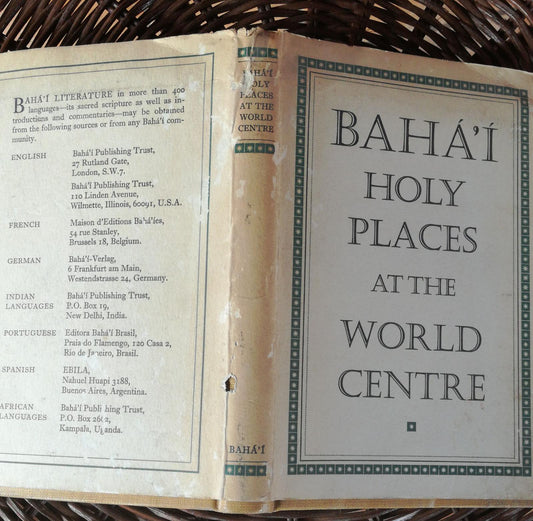 BAHÁ'Í LITERATURE in more than 400
languages—its sacred scripture as well as in-
troductions and commentaries—may be obtained
from the following sources or from any Bahá'í com-
munity.
ENGLISH Bahá'í Publishing Trust,
27 Rutland Gate,
London, S.W.7.
Bahá'í Publishing Trust,
110 Linden Avenue,
Wilmette, Illinois, 60091, U.S.A.
FRENCH Maison d'Editions Bahá'íes,
54 rue Stanley,
Brussels 18, Belgium.
GERMAN Bahá'í-Verlag,
6 Frankfurt am Main,
Westendstrasse 24, Germany.
INDIAN Bahá'í Publishing Trust,
LANGUAGES P.O. Box 19,
New Delhi, India.
PORTUGUESE Editora Bahá'í Brasil,
Praia do Flamengo, 120 Casa 2,
Rio de Janeiro, Brasil.
SPANISH EBILA,
Nahuel Huapi 3188,
Buenos Aires, Argentina.
AFRICAN Bahá'í Publishing Trust,
LANGUAGES P.O. Box
Kampala, Uganda.
BAHÁ'Í
HOLY
PLACES
AT THE
WORLD
CENTRE
BAHÁ'Í
BAHÁ'Í
HOLY
PLACES
AT THE
WORLD
CENTRE